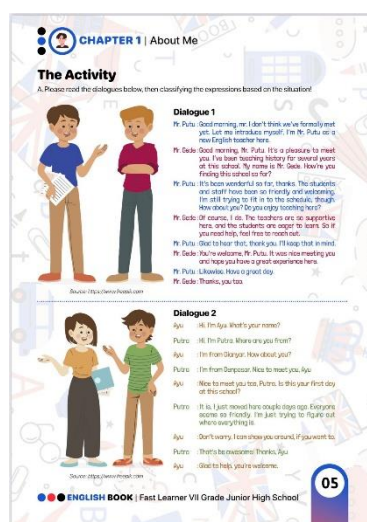 CHAPTER 1 | About Me
The Activity
A. Please read the dialogues below, then classifying the expressions based on the situation!
Dialogue 1
Mr. Putu : Good morning, mr. I don't think we've formally met
yet. Let me introduce myself. I'm Mr. Putu as a
new English teacher here.
Mr. Gede : Good morning, Mr. Putu. It's a pleasure to meet
you. I've been teaching history for several years
at this school. My name is Mr. Gede. How're you
finding this school so far?
Mr. Putu : It's been wonderful so far, thanks. The students
and staff have been so friendly and welcoming.
I'm still trying to fit in to the schedule, though.
How about you? Do you enjoy teaching here?
Mr. Gede : Of course, I do. The teachers are so supportive
here, and the students are eager to learn. So if
you need help, feel free to reach out.
Mr. Putu : Glad to hear that, thank you. I'll keep that in mind.
Mr. Gede : You're welcome, Mr. Putu. It was nice meeting you
and hope you have a great experience here.
Mr. Putu : Likewise. Have a great day.
Mr. Gede : Thanks, you too.
Source: https://www.freepik.com
Dialogue 2
Ayu : Hi, I'm Ayu. What's your name?
Putra : Hi, I'm Putra. Where are you from?
Ayu : I'm from Gianyar. How about you?
Putra : I'm from Denpasar. Nice to meet you, Ayu
Ayu : Nice to meet you too, Putra. Is this your first day
at this school?
Putra : It is. I just moved here couple days ago. Everyone
seems so friendly. I'm just trying to figure out
where everything is.
Ayu : Don't worry. I can show you around, if you want to.
Putra : That's be awesome! Thanks, Ayu
Ayu : Glad to help, you're welcome.
Source: https://www.freepik.com
ENGLISH BOOK | Fast Learner VII Grade Junior High School
05